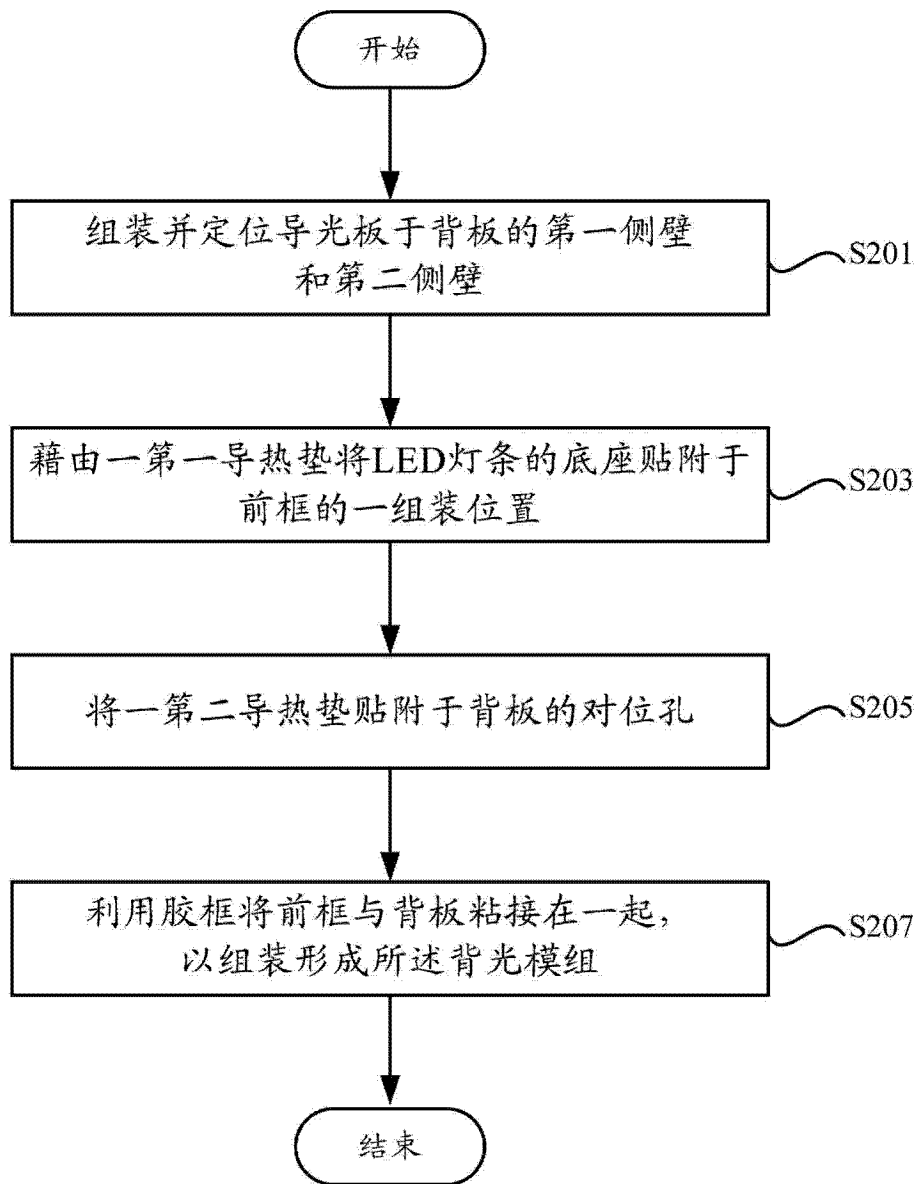 开始
组装并定位导光板于背板的第一侧壁
和第二侧壁
S201
藉由一第一导热垫将LED灯条的底座贴附于
前框的一组装位置
S203
将一第二导热垫贴附于背板的对位孔
S205
利用胶框将前框与背板粘接在一起，
以组装形成所述背光模组
S207
结束